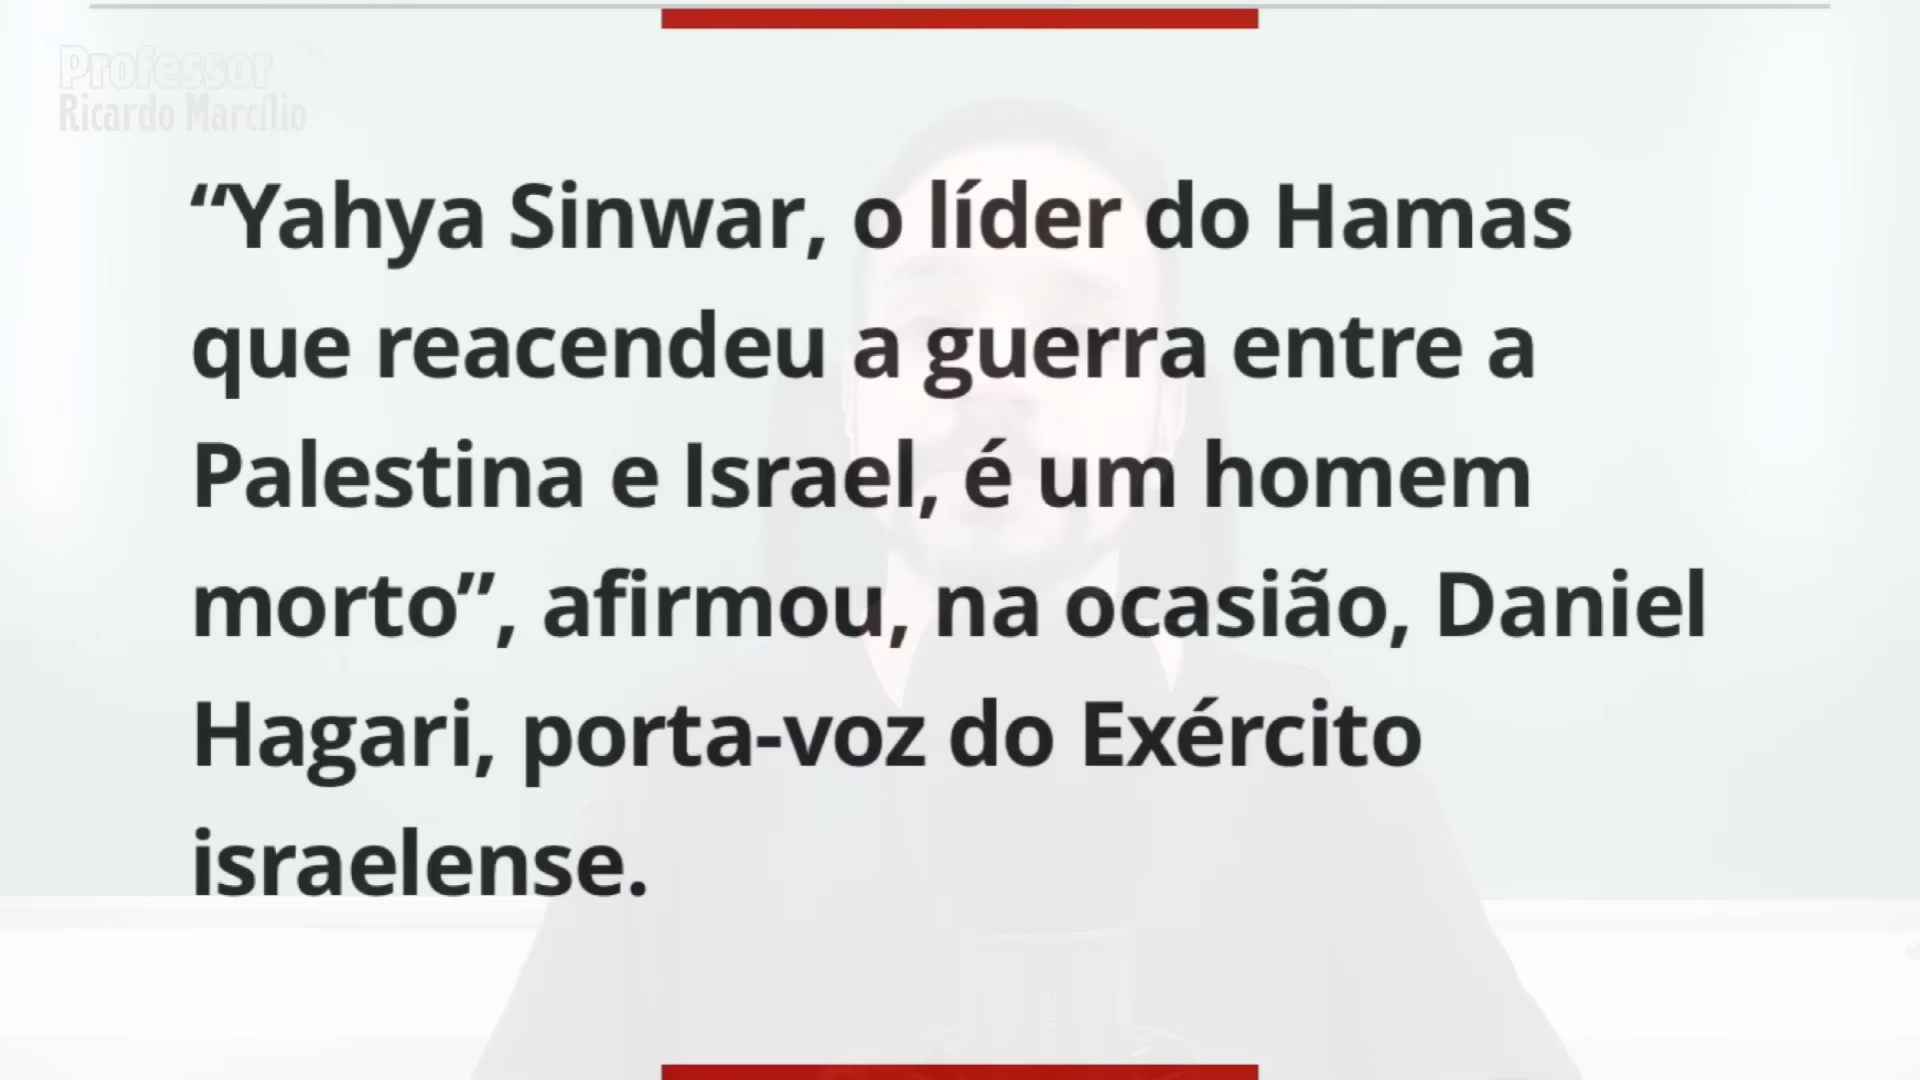 Professor
Ricardo Marcílio
“Yahya Sinwar, o líder do Hamas
que reacendeu a guerra entre a
Palestina e Israel, é um homem
morto”, afirmou, na ocasião, Daniel
Hagari, porta-voz do Exército
israelense.